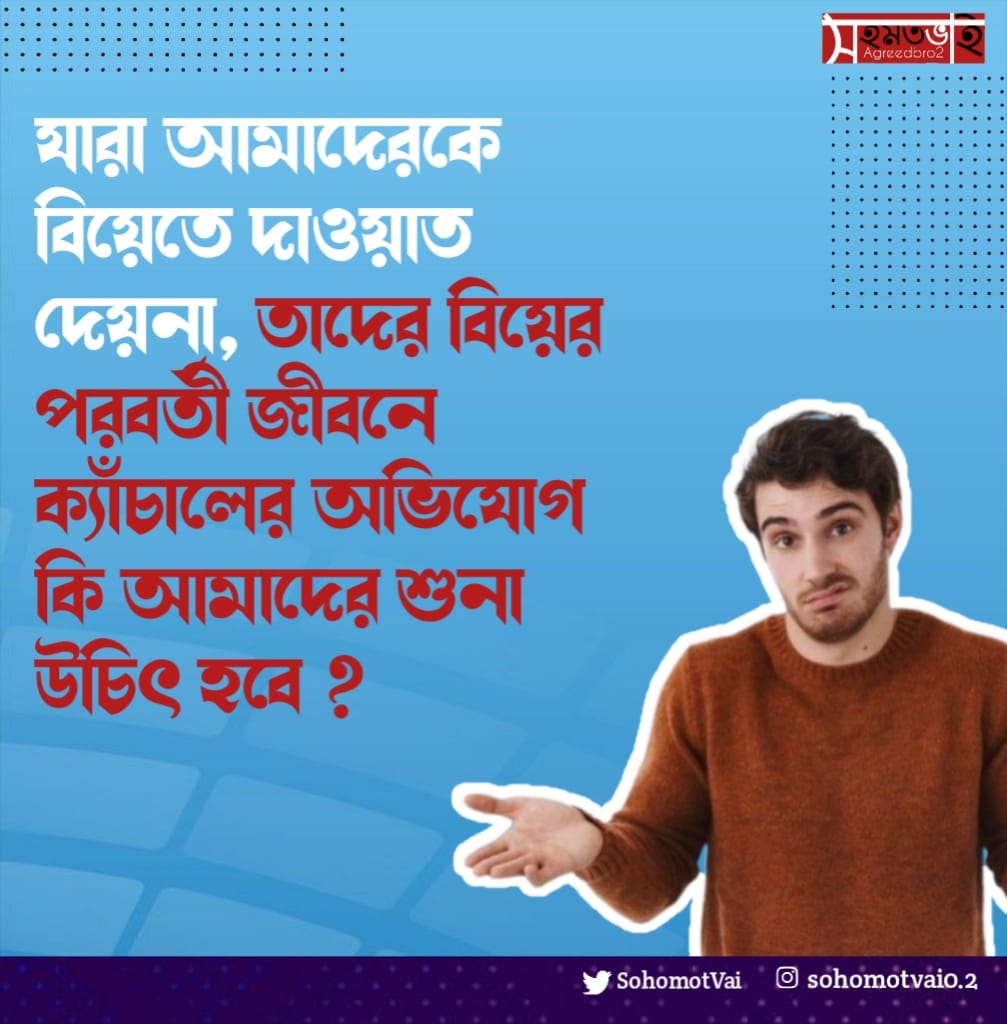 সহমতভাই
Agreedbro2
যারা আমাদেরকে
বিয়েতে দাওয়াত
দেয়না, তাদের বিয়ের
পরবর্তী জীবনে
ক্যাঁচালের অভিযোগ
কি আমাদের শুনা
উচিৎ হবে ?
SohomotVai
sohomotvai0.2